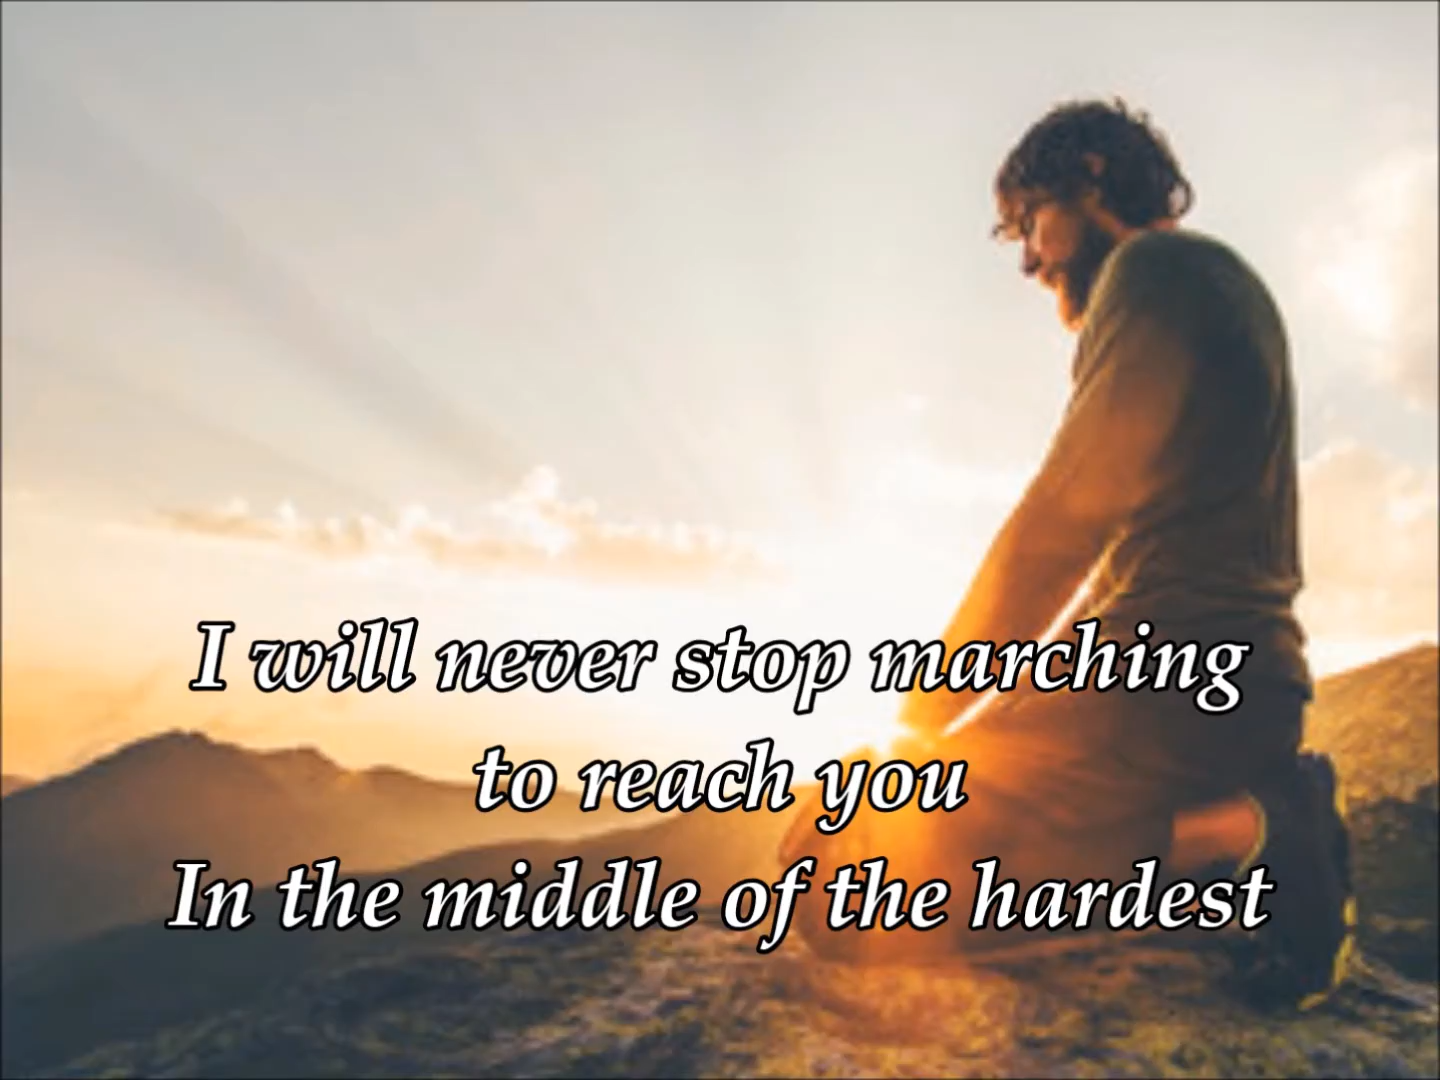 I will never stop marching
to reach you
In the middle of the hardest